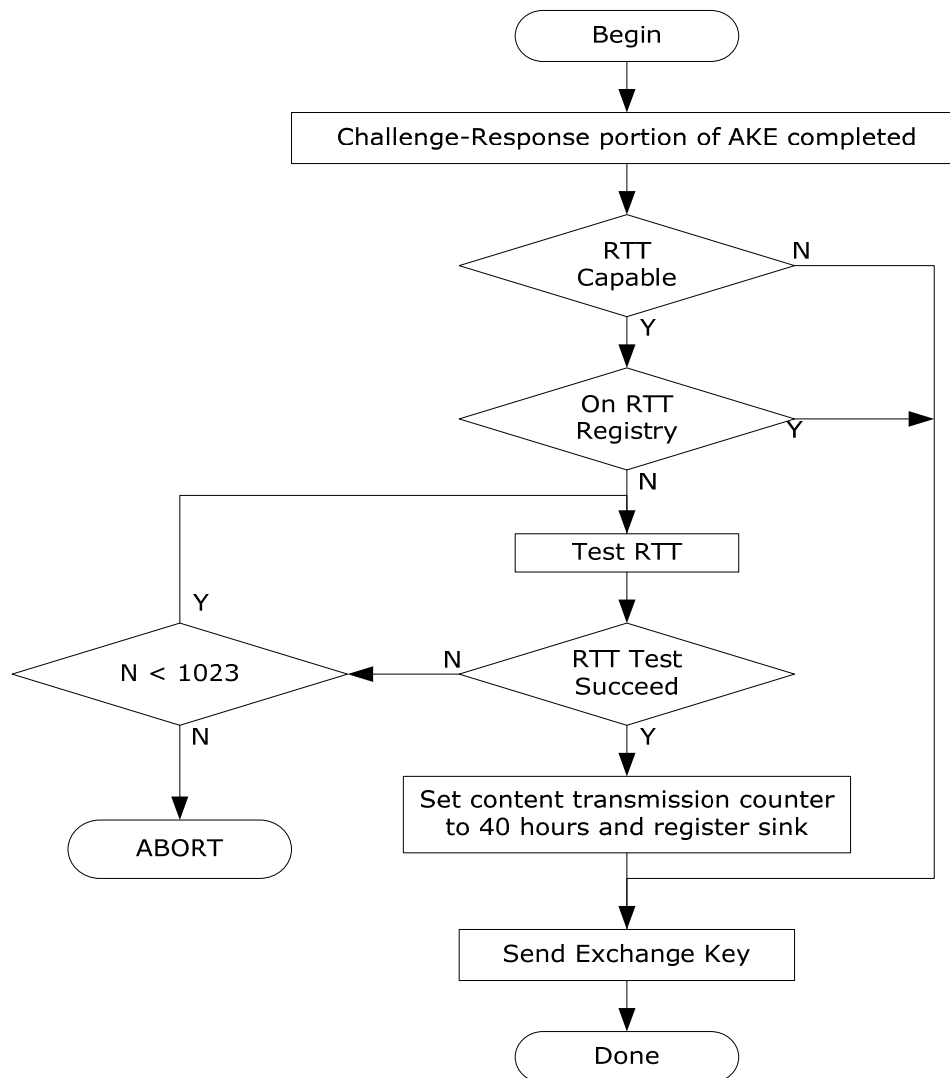 Begin
Challenge-Response portion of AKE completed
RTT
Capable
N
Y
On RTT
Registry
Y
N
Test RTT
Y
N < 1023
N
RTT Test
Succeed
N
Y
Set content transmission counter
to 40 hours and register sink
ABORT
Send Exchange Key
Done